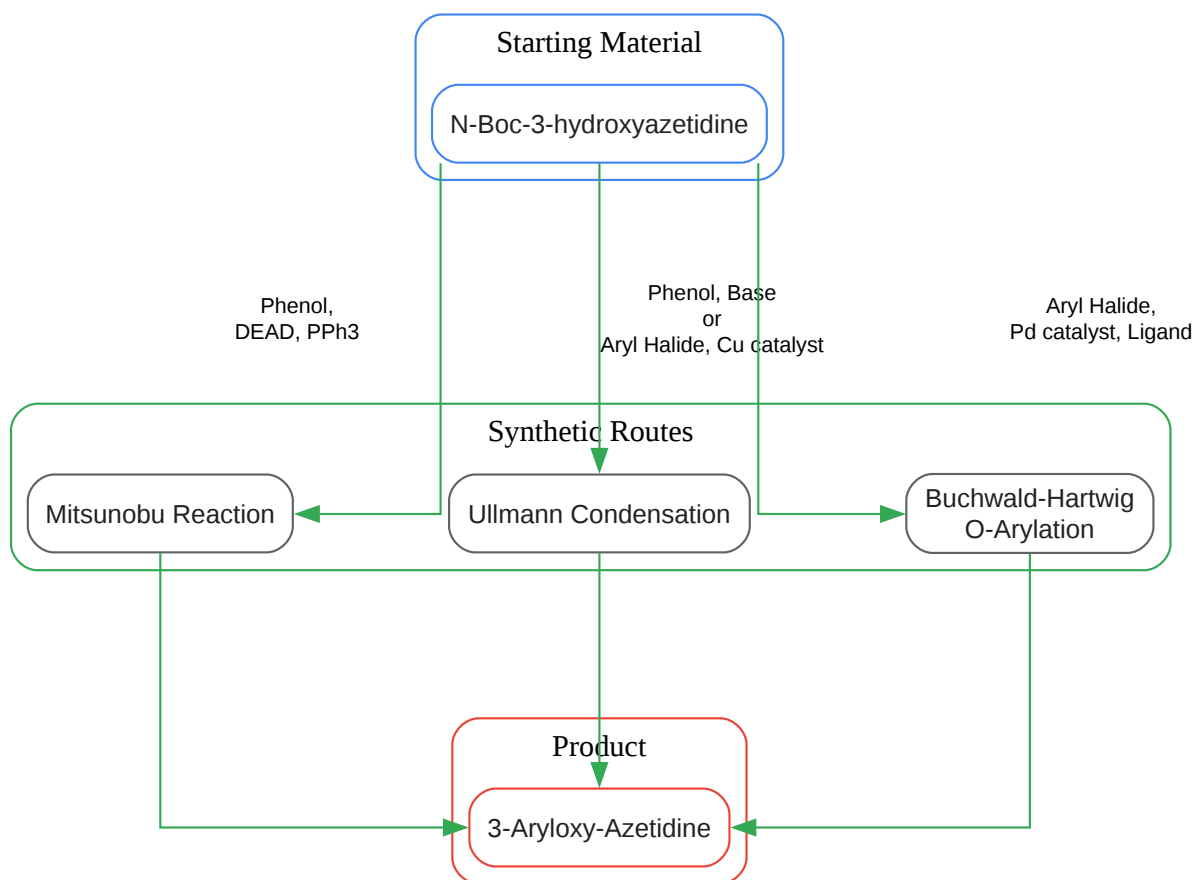 Starting Material
N-Boc-3-hydroxyazetidine
Phenol,
DEAD, PPh3
Phenol, Base
or
Aryl Halide, Cu catalyst
Aryl Halide,
Pd catalyst, Ligand
Synthetic Routes
Mitsunobu Reaction
Ullmann Condensation
Buchwald-Hartwig
O-Arylation
Product
3-Aryloxy-Azetidine